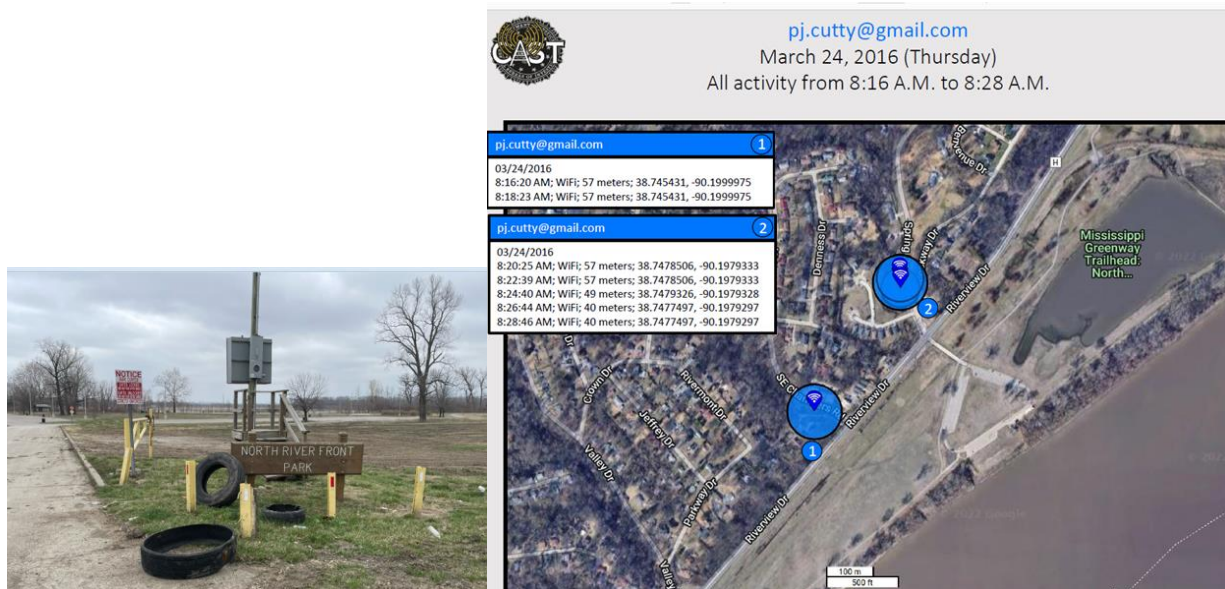 NOTICE
NORTH RIVER FRONT
PARK
CAST
pj.cutty@gmail.com
March 24, 2016 (Thursday)
All activity from 8:16 A.M. to 8:28 A.M.
pj.cutty@gmail.com 1
03/24/2016
8:16:20 AM; WiFi; 57 meters; 38.745431, -90.1999975
8:18:23 AM; WiFi; 57 meters; 38.745431, -90.1999975
pj.cutty@gmail.com 2
03/24/2016
8:20:25 AM; WiFi; 57 meters; 38.7478506, -90.1979333
8:22:39 AM; WiFi; 57 meters; 38.7478506, -90.1979333
8:24:40 AM; WiFi; 49 meters; 38.7479326, -90.1979328
8:26:44 AM; WiFi; 40 meters; 38.7477497, -90.1979297
8:28:46 AM; WiFi; 40 meters; 38.7477497, -90.1979297
H
Denness Dr
Spring
Riverview Dr
Mississippi
Greenway
Trailhead:
North...
2
Clown Dr
Rivermont Dr
Jeffrey Dr
Valley Dr
Parkway Dr
Riverview Dr
1
Riverview Dr
100 m
500 ft